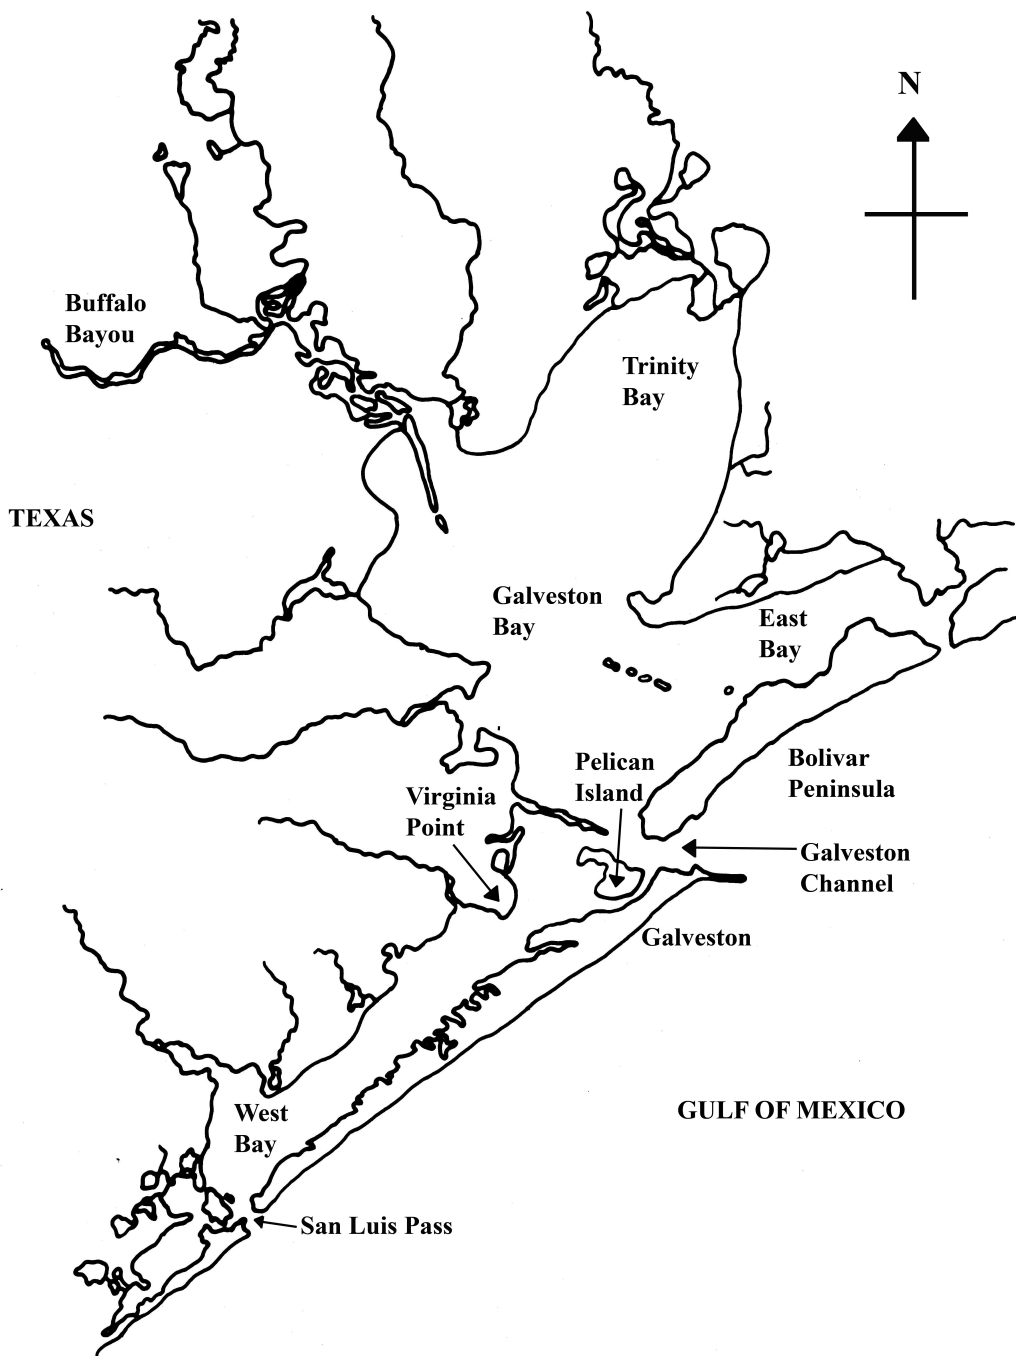 N
Buffalo
Bayou
Trinity
Bay
TEXAS
Galveston
Bay
East
Bay
Pelican
Island
Bolivar
Peninsula
Virginia
Point
Galveston
Channel
Galveston
GULF OF MEXICO
West
Bay
San Luis Pass